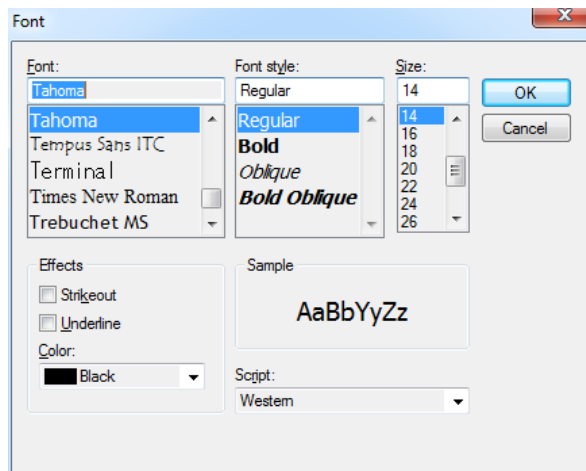 Font
X
Font:
Tahoma
Tahoma
Tempus Sans ITC
Terminal
Times New Roman
Trebuchet MS
Font style:
Regular
Regular
Bold
Oblique
Bold Oblique
Size:
14
14
16
18
20
22
24
26
OK
Cancel
Effects
Strikeout
Underline
Color:
Black
Sample
AaBbYyZz
Script:
Western